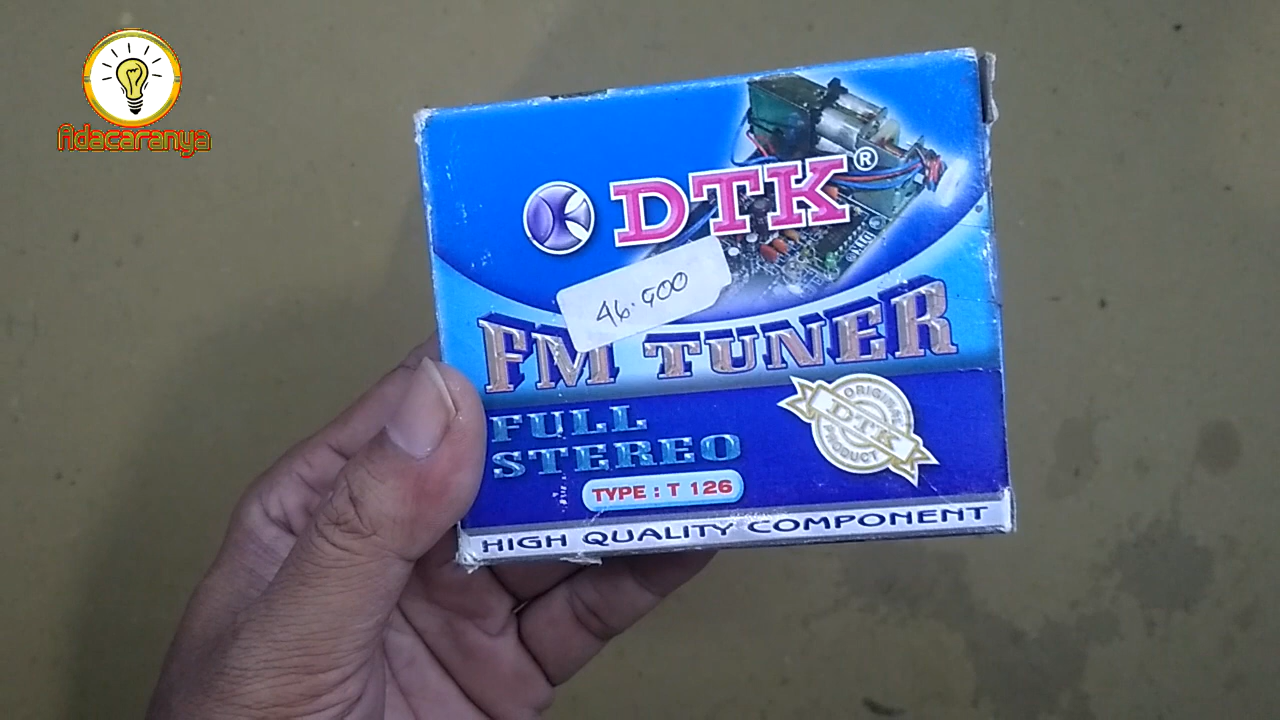 Adacaranya
DTK®
46.900
FM TUNER
FULL
STEREO
TYPE : T 126
ORIGINAL
DTK
PRODUCT
HIGH QUALITY COMPONENT